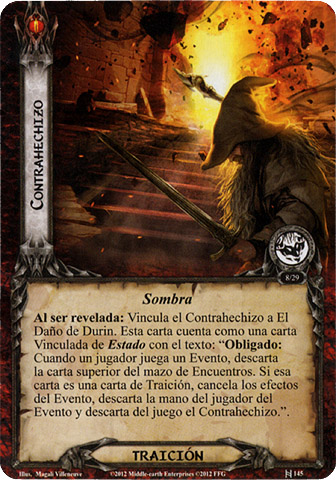 CONTRAHECHIZO
8/29
Sombra
Al ser revelada: Vincula el Contrahechizo a El
Daño de Durin. Esta carta cuenta como una carta
Vinculada de Estado con el texto: “Obligado:
Cuando un jugador juega un Evento, descarta
la carta superior del mazo de Encuentros. Si esa
carta es una carta de Traición, cancela los efectos
del Evento, descarta la mano del jugador del
Evento y descarta del juego el Contrahechizo.”.
TRAICIÓN
Illus. Magali Villeneuve ©2012 Middle-earth Enterprises ©2012 FFG 145